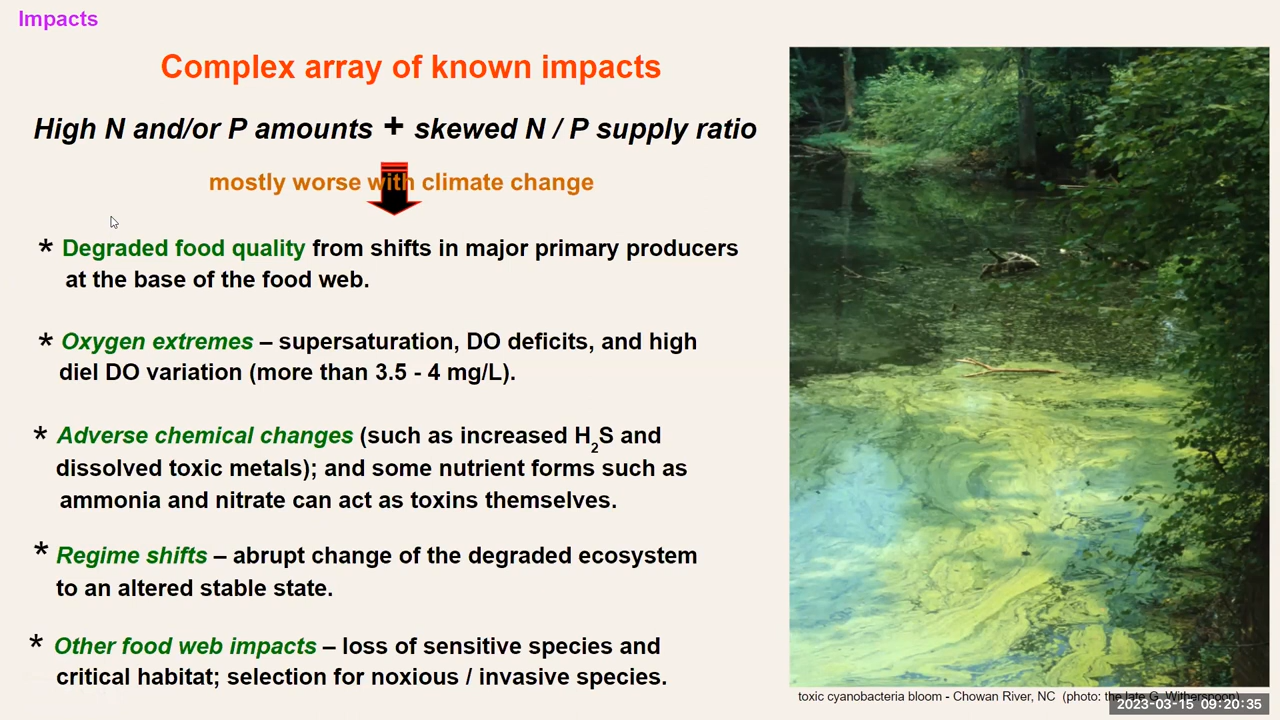 Impacts
Complex array of known impacts
High N and/or P amounts + skewed N / P supply ratio
mostly worse with climate change
* Degraded food quality from shifts in major primary producers
at the base of the food web.
* Oxygen extremes – supersaturation, DO deficits, and high
diel DO variation (more than 3.5 - 4 mg/L).
* Adverse chemical changes (such as increased H2S and
dissolved toxic metals); and some nutrient forms such as
ammonia and nitrate can act as toxins themselves.
* Regime shifts – abrupt change of the degraded ecosystem
to an altered stable state.
* Other food web impacts – loss of sensitive species and
critical habitat; selection for noxious / invasive species.
toxic cyanobacteria bloom - Chowan River, NC (photo: the late G. Witherspoon)
2023-03-15 09:20:35